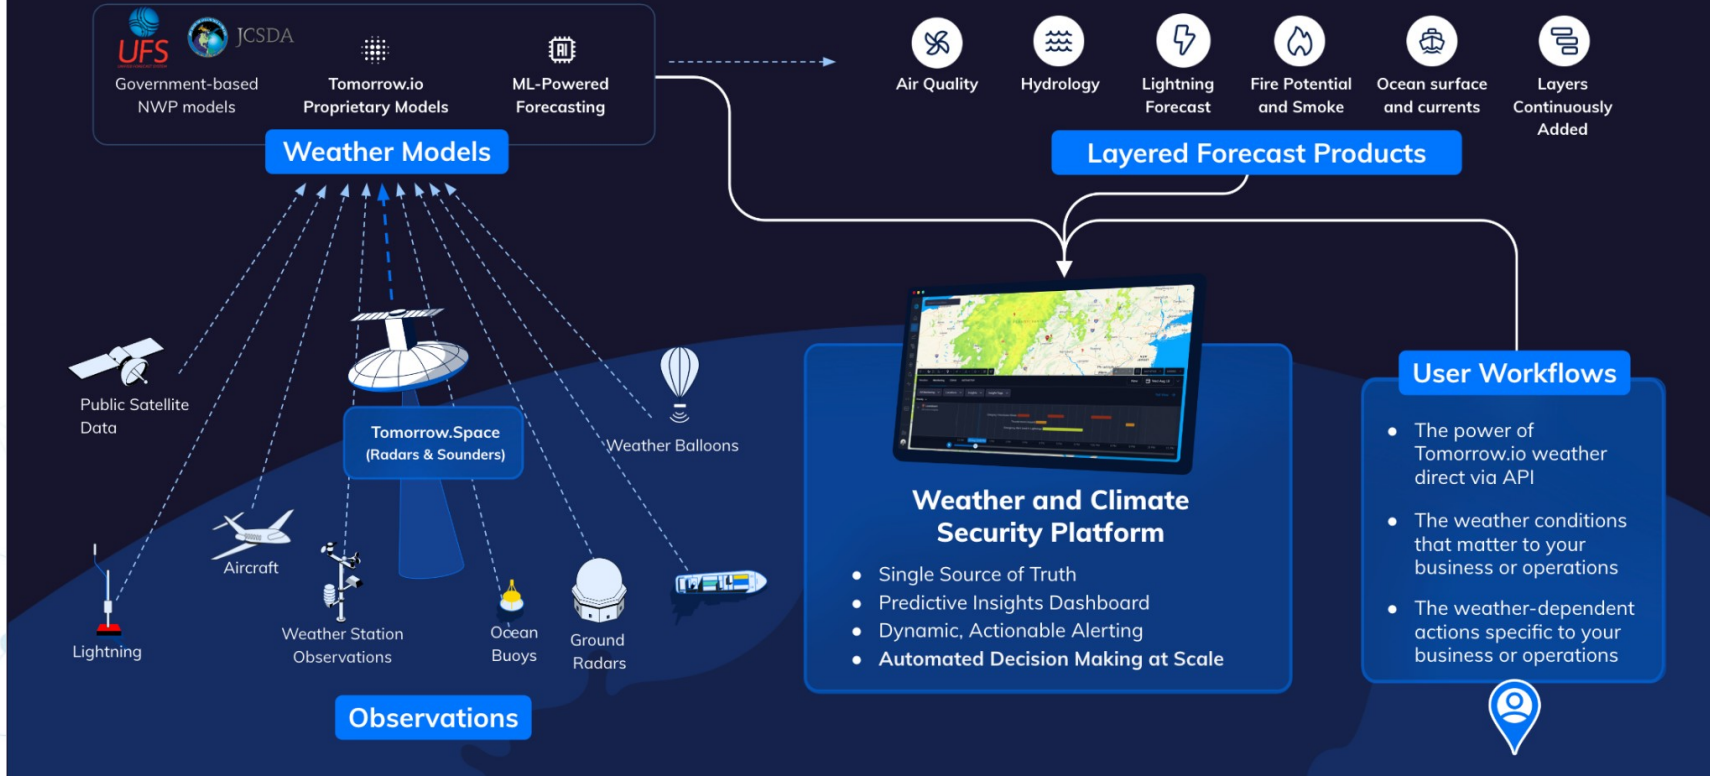 UFS
JCSDA
Government-based
NWP models
Tomorrow.io
Proprietary Models
AI
ML-Powered
Forecasting
Weather Models
Air Quality
Hydrology
Lightning
Forecast
Fire Potential
and Smoke
Ocean surface
and currents
Layers
Continuously
Added
Layered Forecast Products
Public Satellite
Data
Tomorrow.Space
(Radars & Sounders)
Weather Balloons
Aircraft
Lightning
Weather Station
Observations
Ocean
Buoys
Ground
Radars
Observations
Weather and Climate
Security Platform
● Single Source of Truth
● Predictive Insights Dashboard
● Dynamic, Actionable Alerting
● Automated Decision Making at Scale
User Workflows
● The power of
Tomorrow.io weather
direct via API
● The weather conditions
that matter to your
business or operations
● The weather-dependent
actions specific to your
business or operations